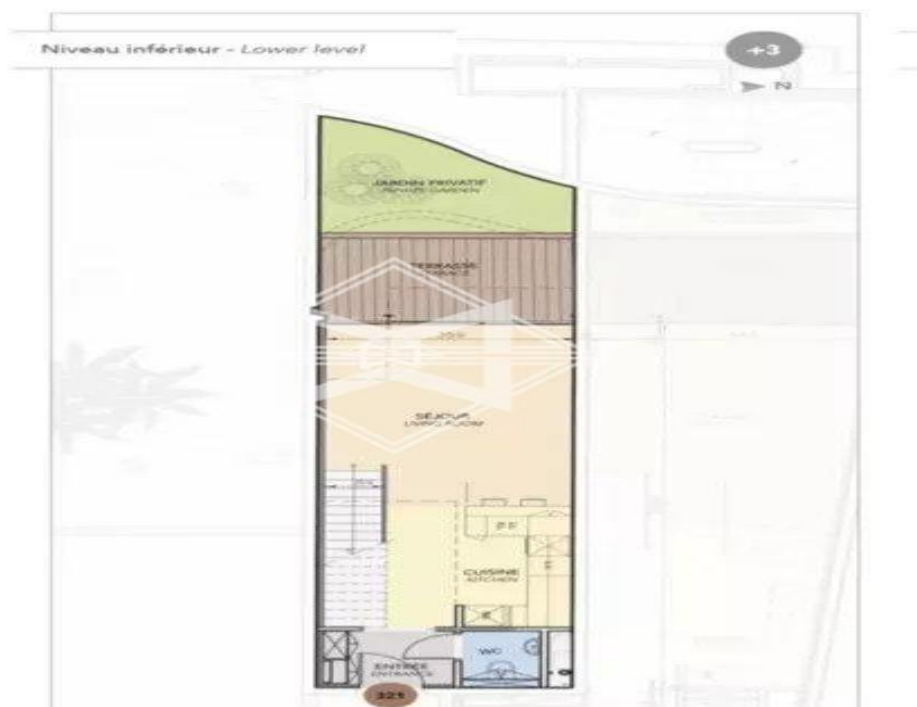 Niveau inférieur - Lower level
+3
N
JARDIN PRIVATIF
PRIVATE GARDEN
TERRASSE
TERRACE
SÉJOUR
LIVING ROOM
CUISINE
KITCHEN
WC
ENTRÉE
ENTRANCE
321